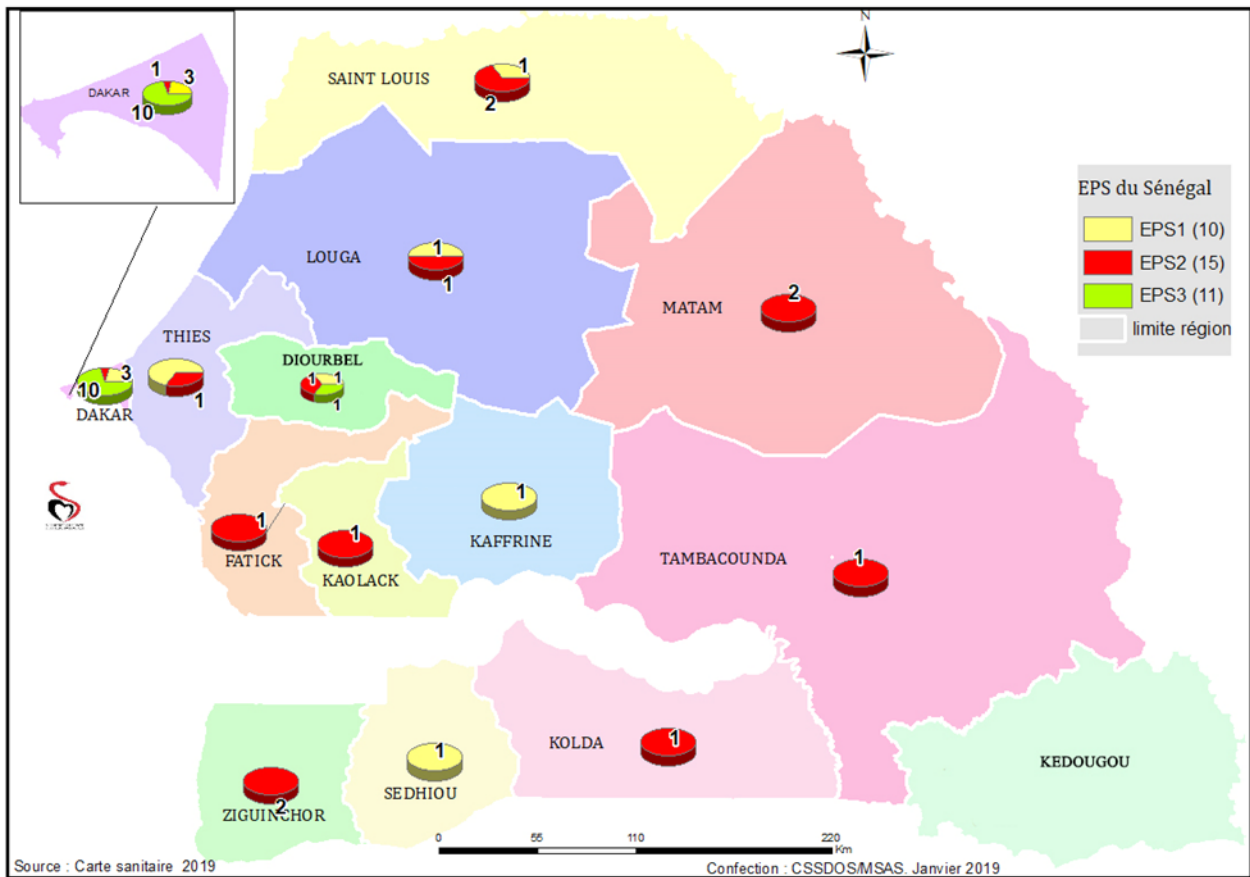 N
SAINT LOUIS
1
2
DAKAR
1
3
10
EPS du Sénégal
EPS1 (10)
EPS2 (15)
EPS3 (11)
limite région
LOUGA
1
1
MATAM
2
THIES
1
DIOURBEL
1
1
1
3
10
DAKAR
KAFFRINE
1
FATICK
1
KAOLACK
1
TAMBACOUNDA
1
KOLDA
1
SEDHIOU
1
ZIGUINCHOR
2
KEDOUGOU
0
55
110
220
Km
Source : Carte sanitaire 2019
Confection : CSSDOS/MSAS. Janvier 2019